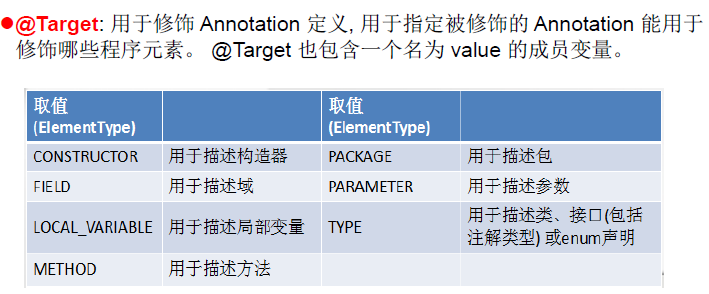 ●@Target: 用于修饰 Annotation 定义, 用于指定被修饰的 Annotation 能用于
修饰哪些程序元素。 @Target 也包含一个名为 value 的成员变量。
取值 取值
(ElementType) (ElementType)
CONSTRUCTOR 用于描述构造器 PACKAGE 用于描述包
FIELD 用于描述域 PARAMETER 用于描述参数
LOCAL_VARIABLE 用于描述局部变量 TYPE 用于描述类、接口(包括
注解类型) 或enum声明
METHOD 用于描述方法